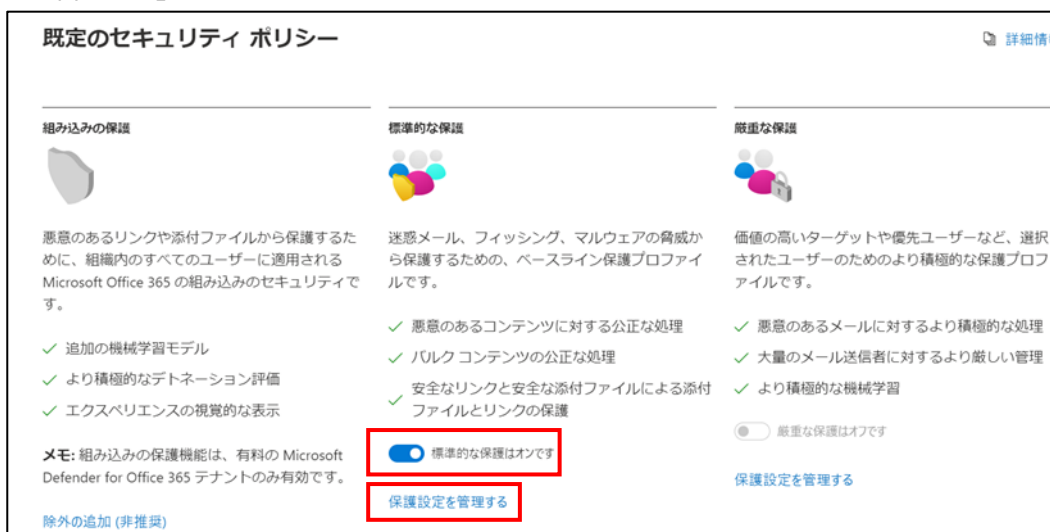 既定のセキュリティ ポリシー
詳細情
組み込みの保護
悪意のあるリンクや添付ファイルから保護するた
めに、組織内のすべてのユーザーに適用される
Microsoft Office 365 の組み込みのセキュリティで
す。
追加の機械学習モデル
より積極的なデトネーション評価
エクスペリエンスの視覚的な表示
メモ: 組み込みの保護機能は、有料の Microsoft
Defender for Office 365 テナントのみ有効です。
除外の追加 (非推奨)
標準的な保護
迷惑メール、フィッシング、マルウェアの脅威か
ら保護するための、ベースライン保護プロファイ
ルです。
悪意のあるコンテンツに対する公正な処理
バルク コンテンツの公正な処理
安全なリンクと安全な添付ファイルによる添付
ファイルとリンクの保護
標準的な保護はオンです
保護設定を管理する
厳重な保護
価値の高いターゲットや優先ユーザーなど、選択
されたユーザーのためのより積極的な保護プロフ
ァイルです。
悪意のあるメールに対するより積極的な処理
大量のメール送信者に対するより厳しい管理
より積極的な機械学習
厳重な保護はオフです
保護設定を管理する